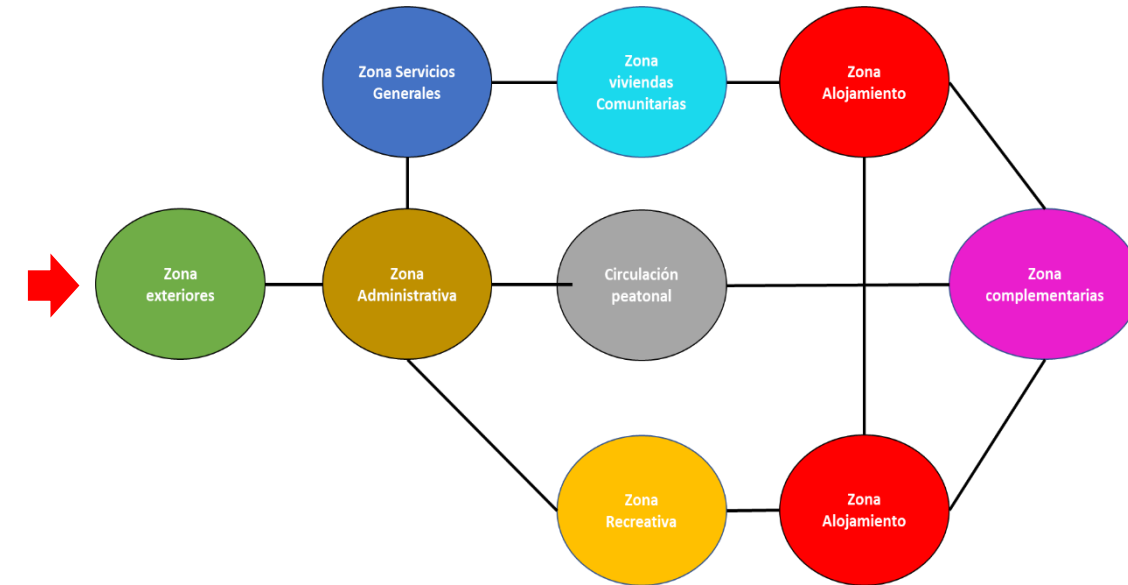 Zona Servicios
Generales
Zona
viviendas
Comunitarias
Zona
Alojamiento
Zona
exteriores
Zona
Administrativa
Circulación
peatonal
Zona
complementarias
Zona
Recreativa
Zona
Alojamiento